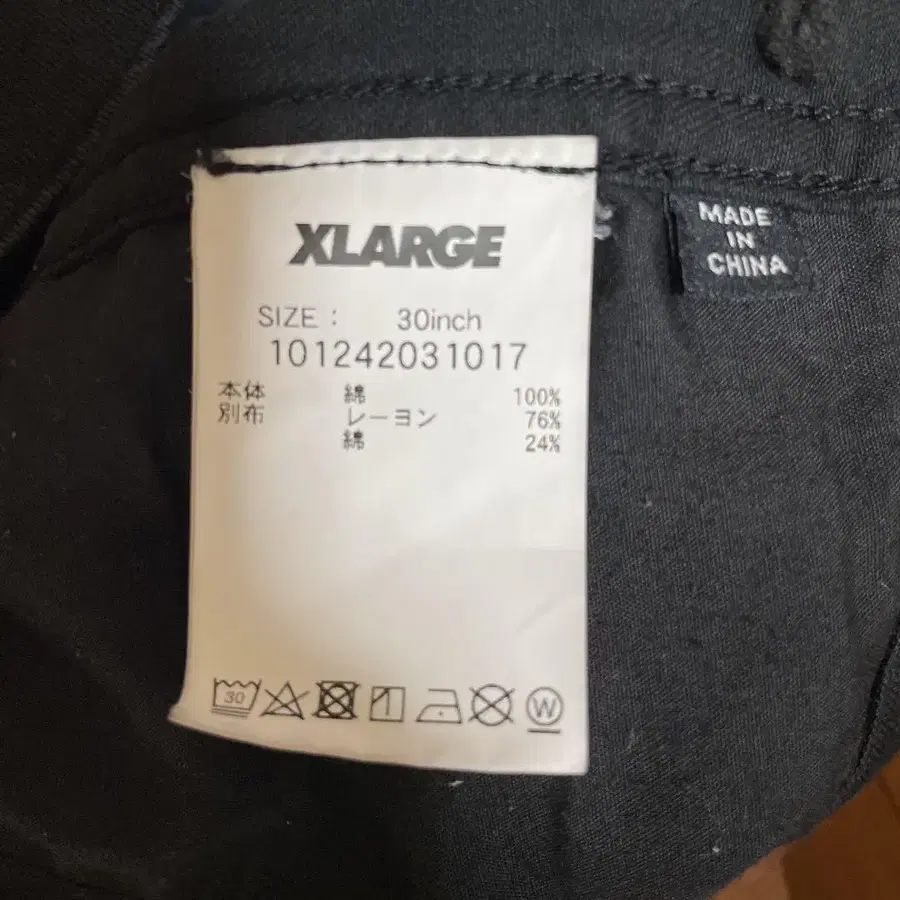 XLARGE
SIZE : 30inch
101242031017
本体 綿 100%
別布 レーヨン 76%
綿 24%
30
W
MADE
IN
CHINA